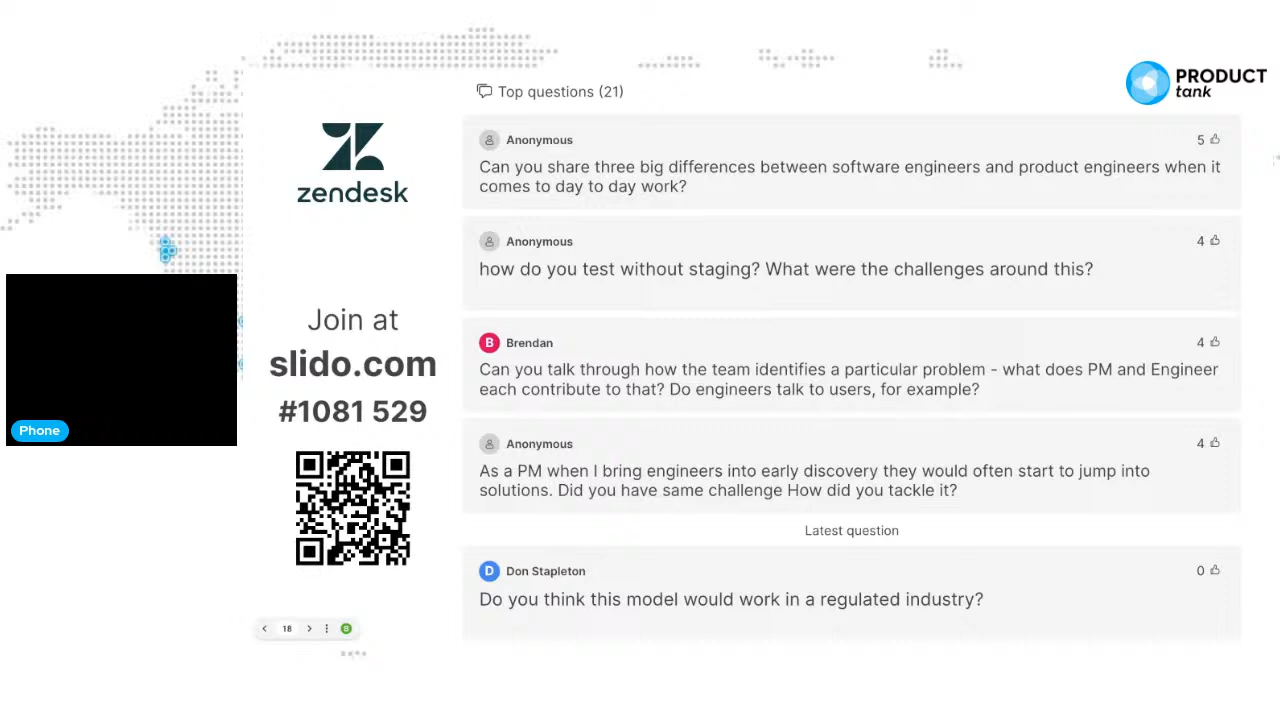 PRODUCT
tank
zendesk
Join at
slido.com
#1081 529
Phone
18
Top questions (21)
Anonymous
5
Can you share three big differences between software engineers and product engineers when it
comes to day to day work?
Anonymous
4
how do you test without staging? What were the challenges around this?
B
Brendan
4
Can you talk through how the team identifies a particular problem - what does PM and Engineer
each contribute to that? Do engineers talk to users, for example?
Anonymous
4
As a PM when I bring engineers into early discovery they would often start to jump into
solutions. Did you have same challenge How did you tackle it?
Latest question
D
Don Stapleton
0
Do you think this model would work in a regulated industry?